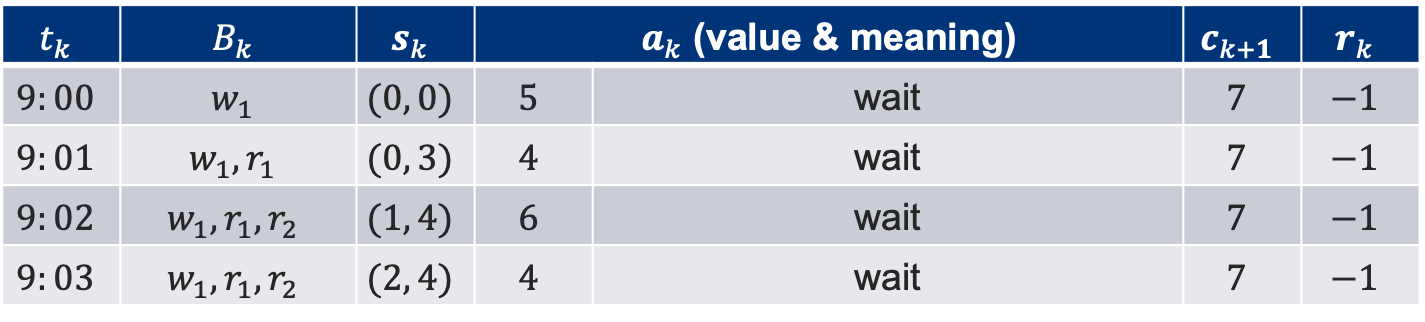 t_k B_k s_k a_k (value & meaning) c_{k+1} r_k
9:00 w_1 (0, 0) 5 wait 7 −1
9:01 w_1, r_1 (0, 3) 4 wait 7 −1
9:02 w_1, r_1, r_2 (1, 4) 6 wait 7 −1
9:03 w_1, r_1, r_2 (2, 4) 4 wait 7 −1